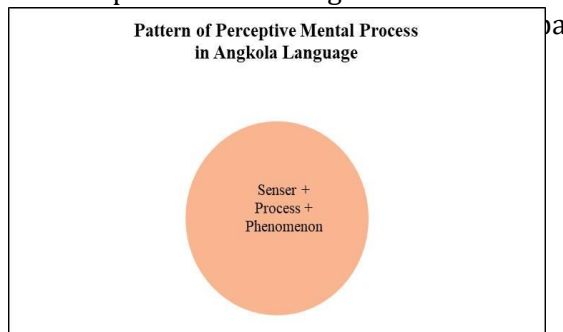 Pattern of Perceptive Mental Process
in Angkola Language
Senser +
Process +
Phenomenon